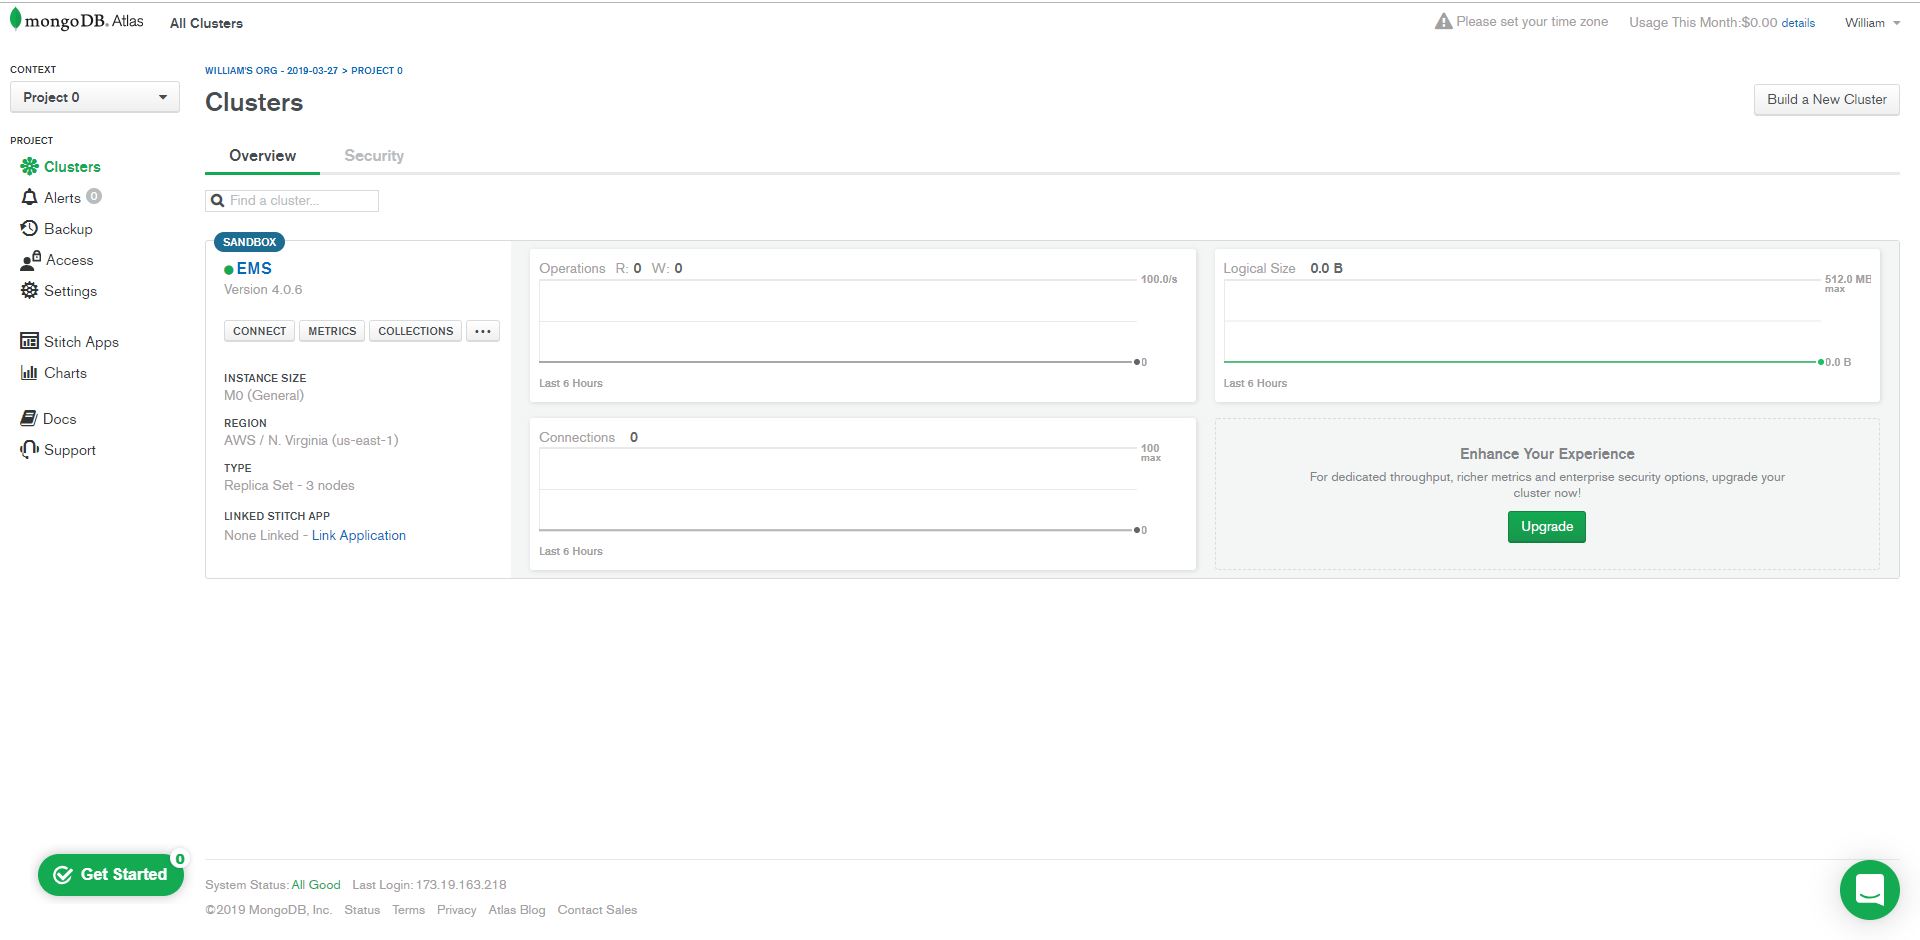 mongoDB. Atlas All Clusters Please set your time zone Usage This Month:$0.00 details William
CONTEXT
Project 0
PROJECT
Clusters
Alerts 0
Backup
Access
Settings
Stitch Apps
Charts
Docs
Support
WILLIAM'S ORG - 2019-03-27 > PROJECT 0
Clusters
Build a New Cluster
Overview Security
Find a cluster...
SANDBOX
EMS
Version 4.0.6
CONNECT METRICS COLLECTIONS ...
INSTANCE SIZE
M0 (General)
REGION
AWS / N. Virginia (us-east-1)
TYPE
Replica Set - 3 nodes
LINKED STITCH APP
None Linked - Link Application
Operations R: 0 W: 0
100.0/s
0
Last 6 Hours
Logical Size 0.0 B
512.0 MB
max
0.0 B
Last 6 Hours
Connections 0
100
max
0
Last 6 Hours
Enhance Your Experience
For dedicated throughput, richer metrics and enterprise security options, upgrade your
cluster now!
Upgrade
Get Started 0
System Status: All Good Last Login: 173.19.163.218
©2019 MongoDB, Inc. Status Terms Privacy Atlas Blog Contact Sales